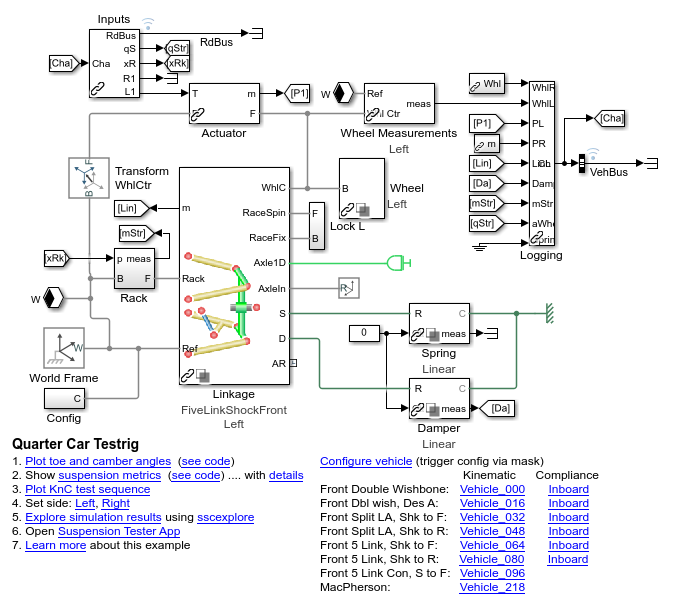 Inputs
RdBus
qS
xR
R1
L1
Cha
[Cha]
[qStr]
[xRk]
RdBus
T
m
F
Actuator
[P1]
W
Ref
meas
Whl Ctr
Wheel Measurements
Left
Whl
[P1]
m
[Lin]
[Da]
[mStr]
[qStr]
WhlR
WhlL
PL
PR
Dam
mStr
Logging
[Cha]
VehBus
F
B
Transform
WhlCtr
[Lin]
[mStr]
[xRk]
p meas
B F
Rack
W
W
World Frame
C
Config
m
Rack
Ref
WhlC
RaceSpin
RaceFix
Axle1D
AxleIn
S
D
AR
Linkage
FiveLinkShockFront
Left
B
Wheel
Left
F
B
Lock L
R
0
R C
meas
Spring
Linear
R C
meas
Damper
Linear
[Da]
Quarter Car Testrig
1. Plot toe and camber angles (see code)
2. Show suspension metrics (see code) .... with details
3. Plot KnC test sequence
4. Set side: Left, Right
5. Explore simulation results using sscexplore
6. Open Suspension Tester App
7. Learn more about this example
Configure vehicle (trigger config via mask)
Kinematic Compliance
Front Double Wishbone: Vehicle_000 Inboard
Front Dbl wish, Des A: Vehicle_016 Inboard
Front Split LA, Shk to F: Vehicle_032 Inboard
Front Split LA, Shk to R: Vehicle_048 Inboard
Front 5 Link, Shk to F: Vehicle_064 Inboard
Front 5 Link, Shk to R: Vehicle_080 Inboard
Front 5 Link Con, S to F: Vehicle_096
MacPherson: Vehicle_218